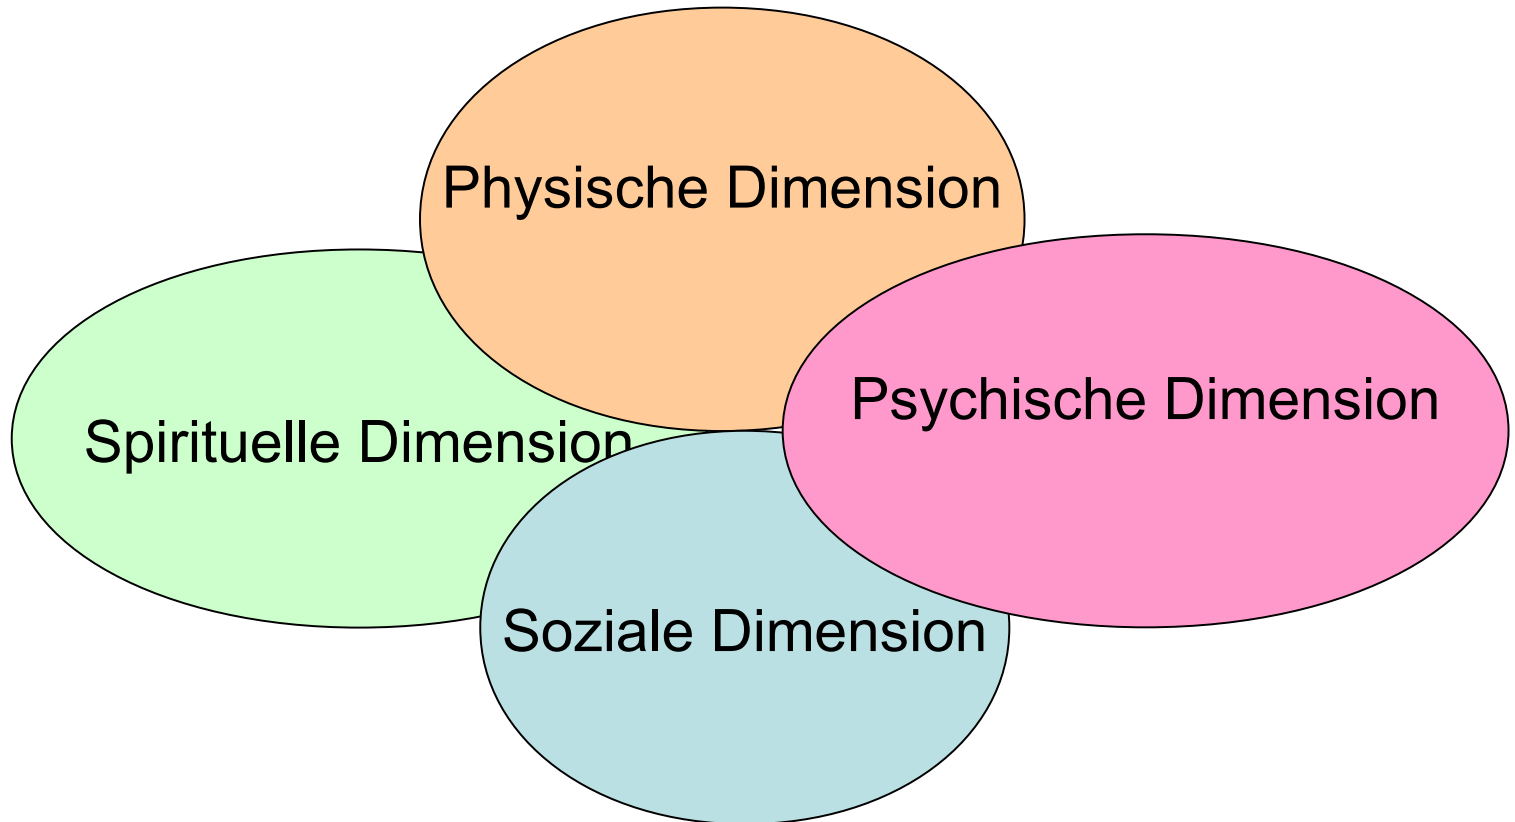 Physische Dimension
Psychische Dimension
Spirituelle Dimension
Soziale Dimension